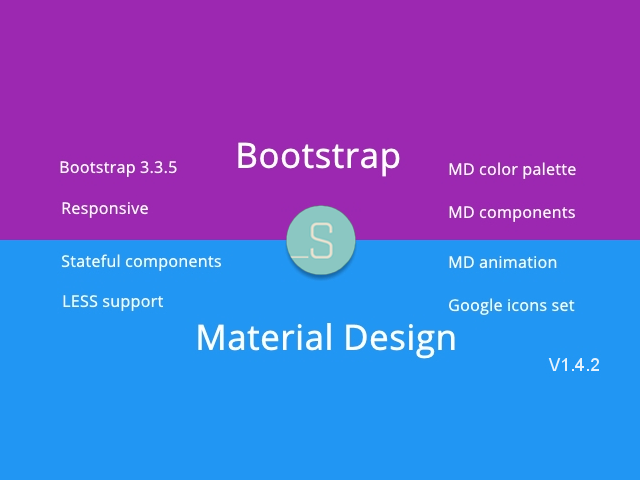 Bootstrap
Bootstrap 3.3.5
MD color palette
Responsive
MD components
_S
Stateful components
MD animation
LESS support
Google icons set
Material Design
V1.4.2